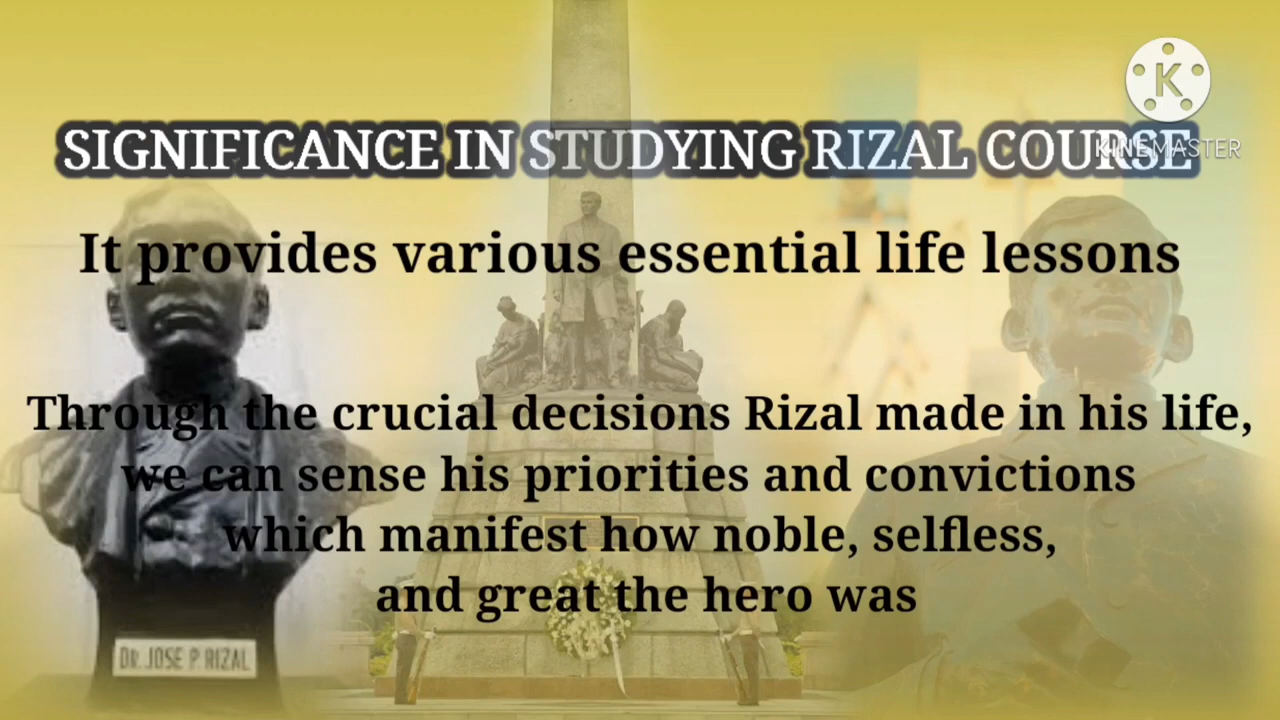 K
KINEMASTER
SIGNIFICANCE IN STUDYING RIZAL COURSE
It provides various essential life lessons
Through the crucial decisions Rizal made in his life,
we can sense his priorities and convictions
which manifest how noble, selfless,
and great the hero was
DR. JOSE P. RIZAL